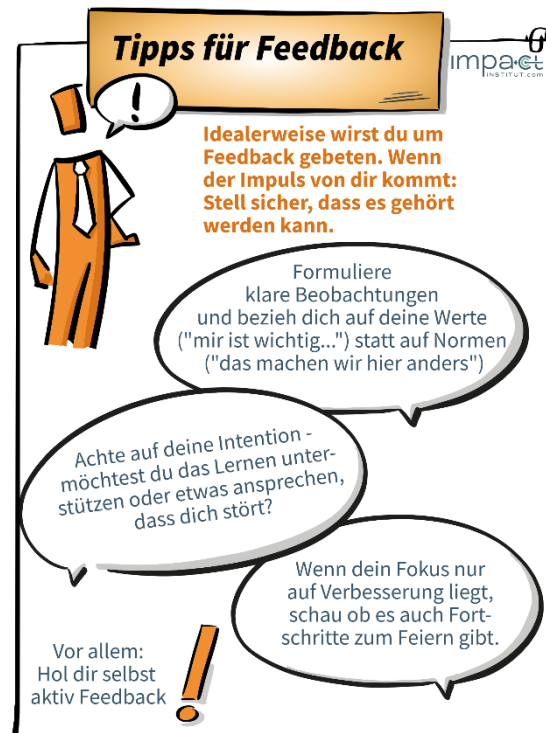 Tipps für Feedback
impact
INSTITUT.com
!
Idealerweise wirst du um
Feedback gebeten. Wenn
der Impuls von dir kommt:
Stell sicher, dass es gehört
werden kann.
Formuliere
klare Beobachtungen
und bezieh dich auf deine Werte
("mir ist wichtig...") statt auf Normen
("das machen wir hier anders")
Achte auf deine Intention -
möchtest du das Lernen unter-
stützen oder etwas ansprechen,
dass dich stört?
Wenn dein Fokus nur
auf Verbesserung liegt,
schau ob es auch Fort-
schritte zum Feiern gibt.
Vor allem:
Hol dir selbst
aktiv Feedback
!